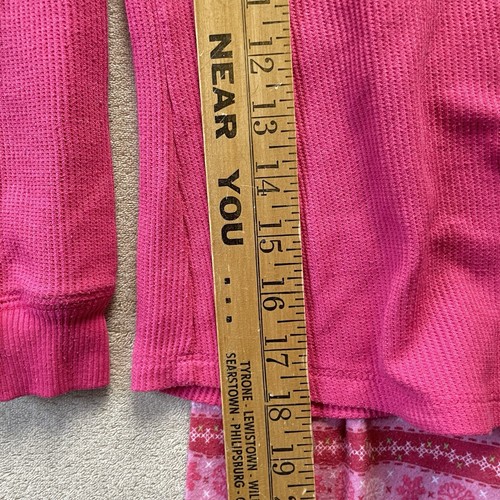 NEAR YOU ...
TYRONE - LEWISTOWN
SEARSTOWN - PHILIPSBURG -
12 13 14 15 16 17 18 19